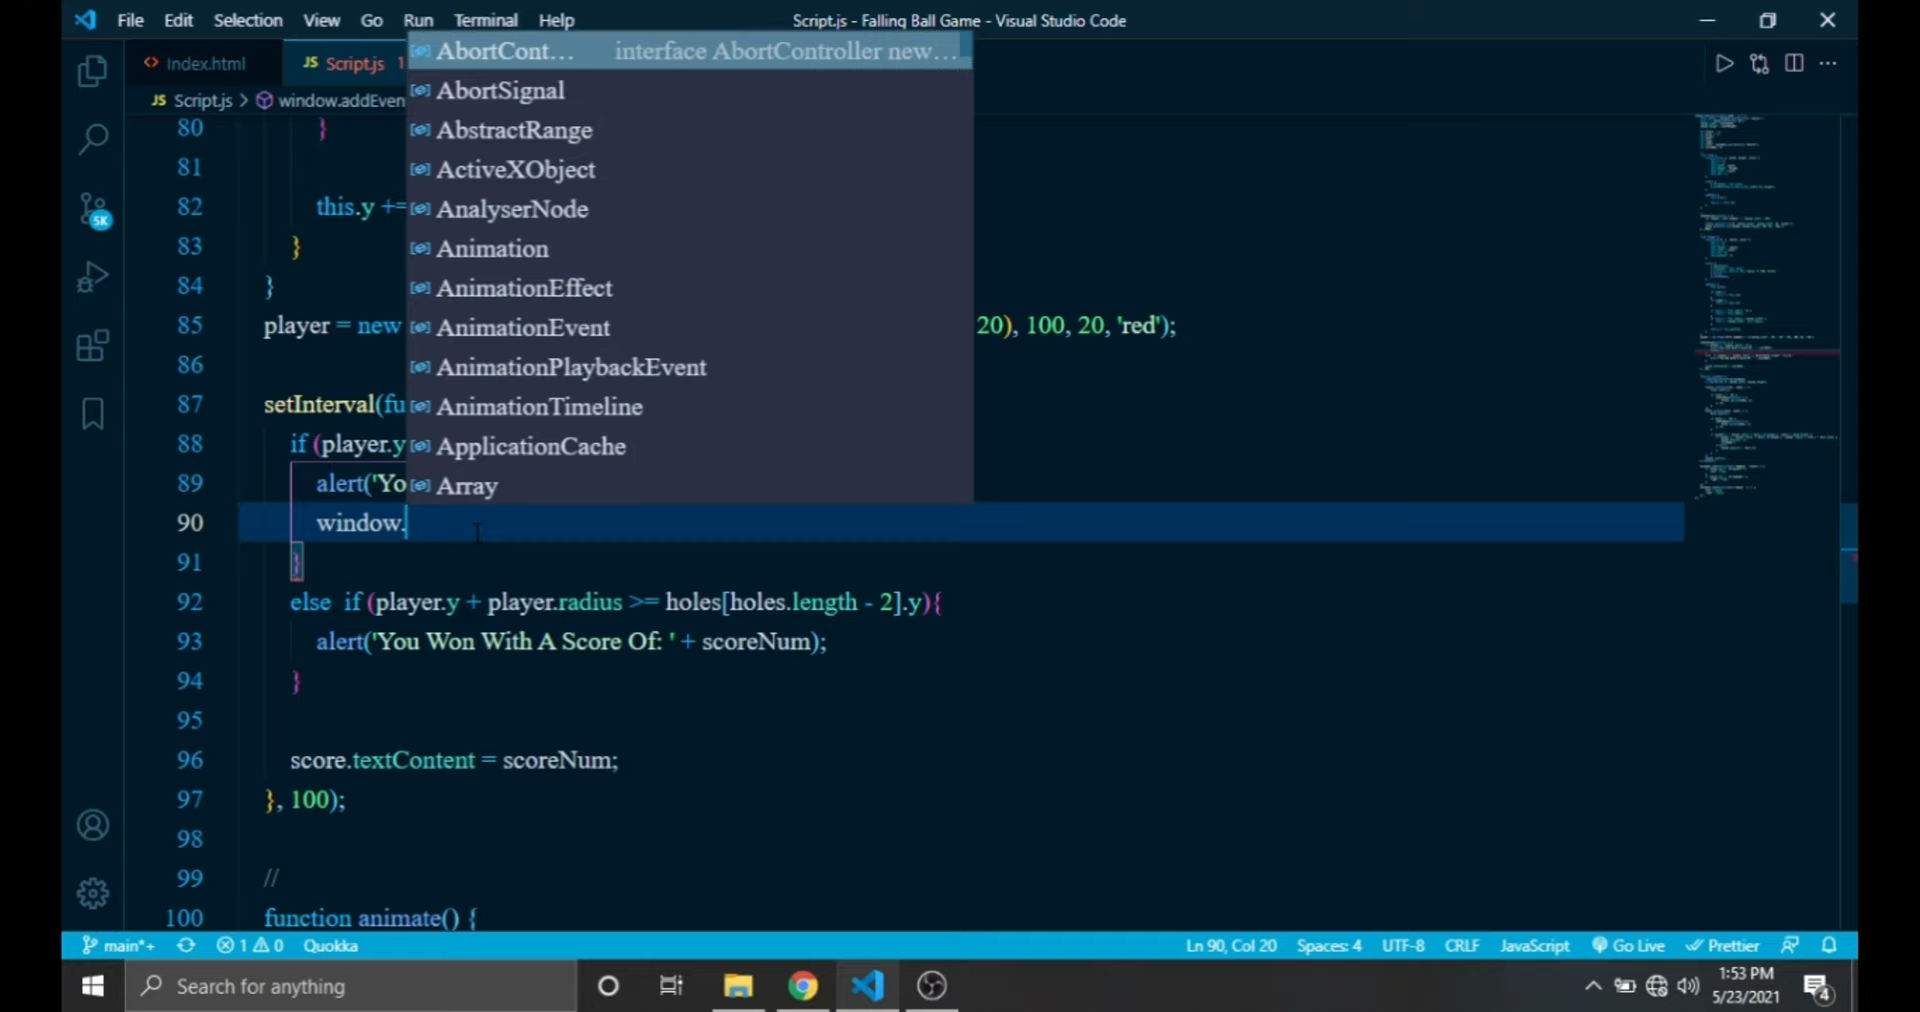 File Edit Selection View Go Run Terminal Help
Script.js - Falling Ball Game - Visual Studio Code
<> Index.html
JS Script.js 1
JS Script.js > window.addEven
AbortCont... interface AbortController new...
AbortSignal
AbstractRange
ActiveXObject
AnalyserNode
Animation
AnimationEffect
AnimationEvent
AnimationPlaybackEvent
AnimationTimeline
ApplicationCache
Array
80 }
81
82 this.y +=
83 }
84 }
85 player = new 20), 100, 20, 'red');
86
87 setInterval(fu
88 if (player.y
89 alert('Yo
90 window.
91 }
92 else if (player.y + player.radius >= holes[holes.length - 2].y){
93 alert('You Won With A Score Of: ' + scoreNum);
94 }
95
96 score.textContent = scoreNum;
97 }, 100);
98
99 //
100 function animate() {
5K
main*+ 1 0 Quokka
Ln 90, Col 20 Spaces: 4 UTF-8 CRLF JavaScript Go Live Prettier
Search for anything
1:53 PM
5/23/2021
4